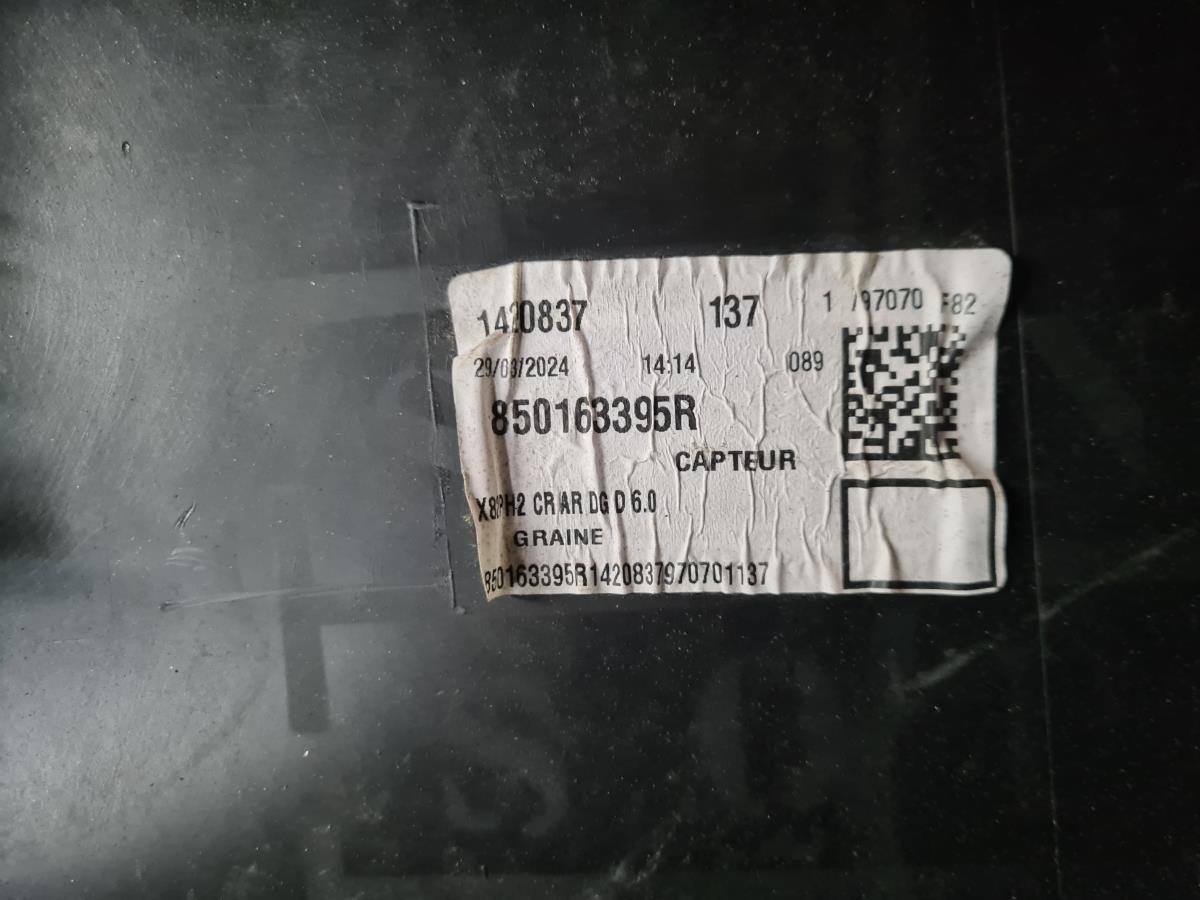 1420837 137 1 797070 F82
29/03/2024 14:14 089
850163395R
CAPTEUR
CR AR DG D 6.0
GRAINE
850163395R1420837970701137